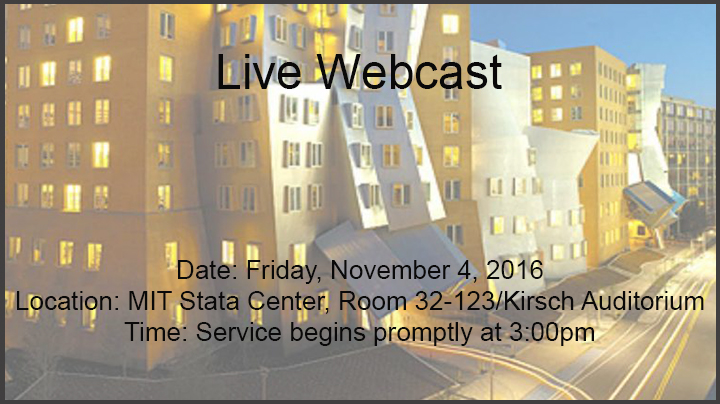 Live Webcast
Date: Friday, November 4, 2016
Location: MIT Stata Center, Room 32-123/Kirsch Auditorium
Time: Service begins promptly at 3:00pm